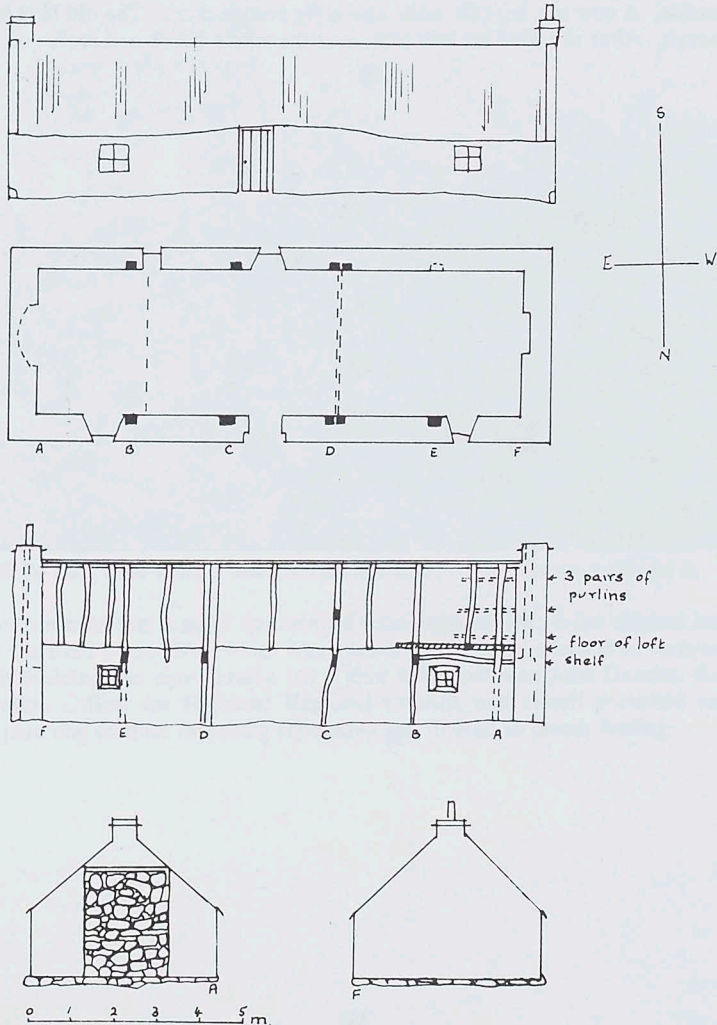 S
E W
N
A B C D E F
3 pairs of
purlins
floor of loft
shelf
F E D C B A
A F
0 1 2 3 4 5 m.